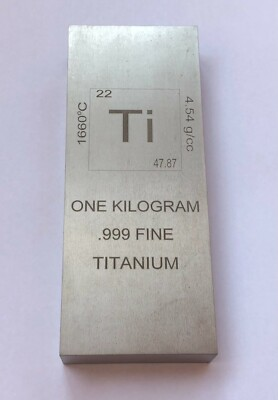 22
1660°C
Ti
4.54 g/cc
47.87
ONE KILOGRAM
.999 FINE
TITANIUM